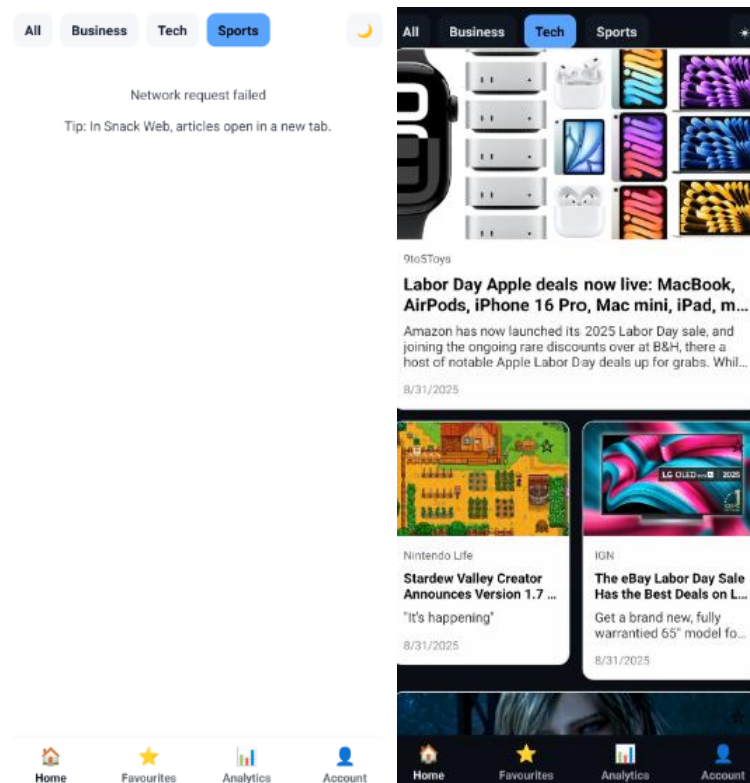 All Business Tech Sports
Network request failed
Tip: In Snack Web, articles open in a new tab.
Home Favourites Analytics Account
All Business Tech Sports
9to5Toys
Labor Day Apple deals now live: MacBook,
AirPods, iPhone 16 Pro, Mac mini, iPad, m...
Amazon has now launched its 2025 Labor Day sale, and
joining the ongoing rare discounts over at B&H, there a
host of notable Apple Labor Day deals up for grabs. Whil...
8/31/2025
LG OLED 2025
Nintendo Life
Stardew Valley Creator
Announces Version 1.7 ...
"It's happening"
8/31/2025
IGN
The eBay Labor Day Sale
Has the Best Deals on L...
Get a brand new, fully
warrantied 65" model fo...
8/31/2025
Home Favourites Analytics Account